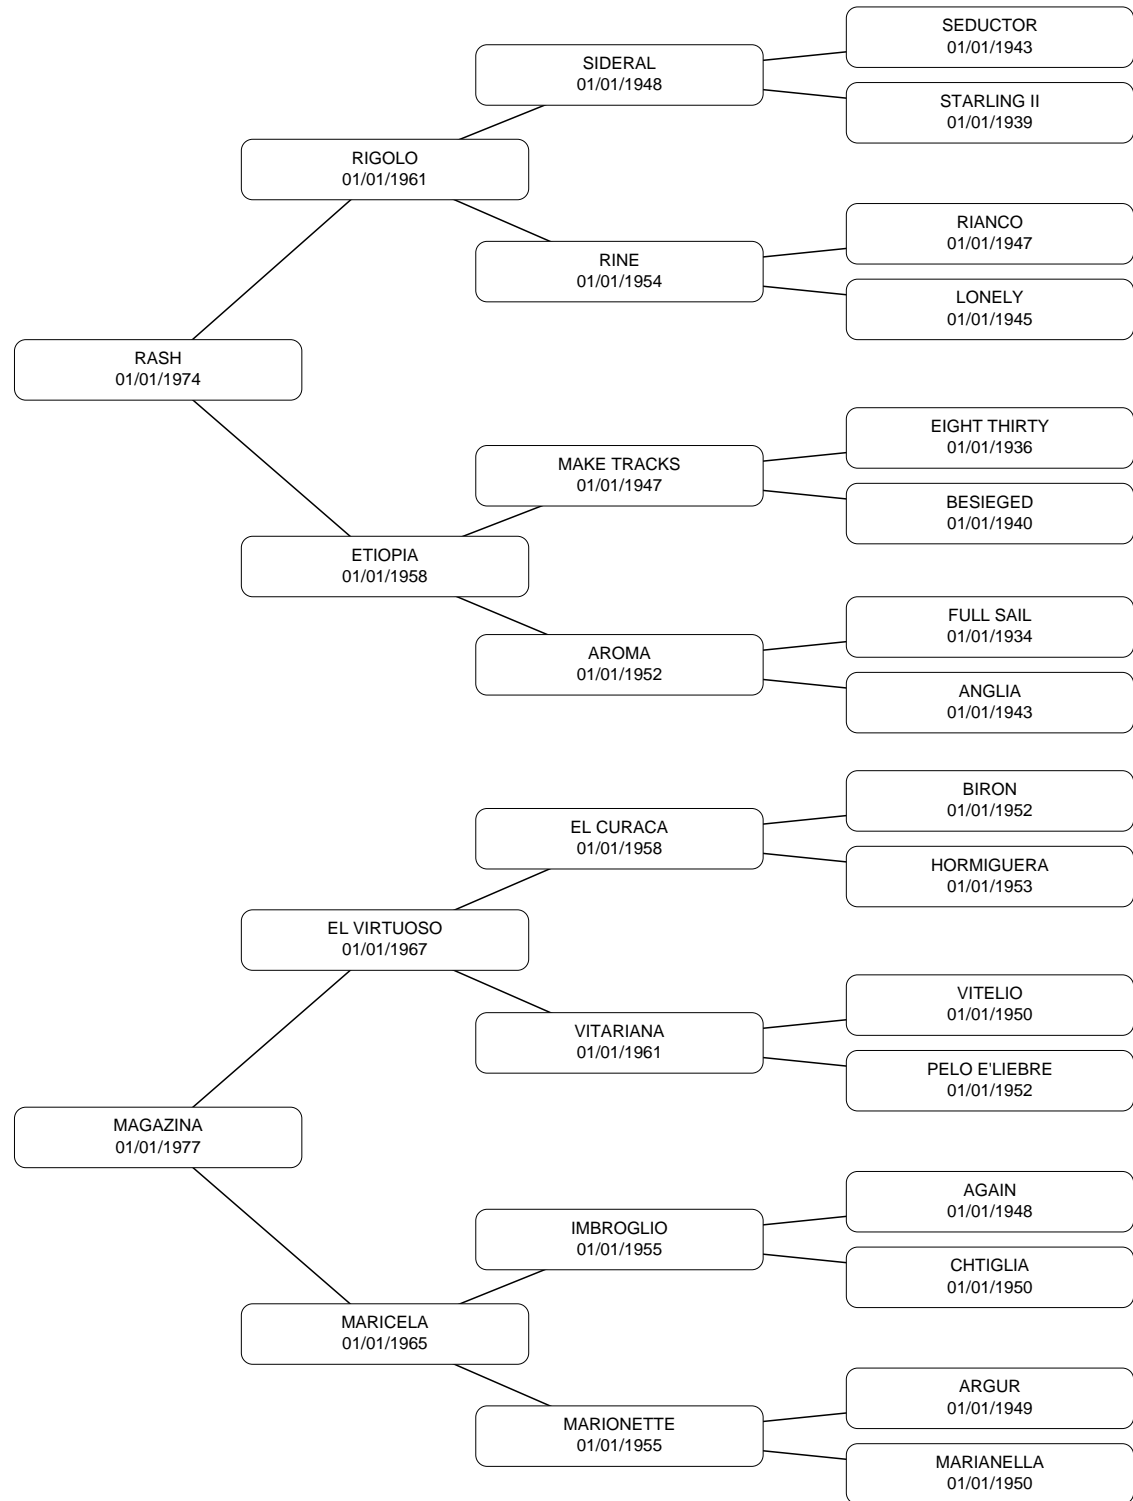 SEDUCTOR
01/01/1943
SIDERAL
01/01/1948
STARLING II
01/01/1939
RIGOLO
01/01/1961
RIANCO
01/01/1947
RINE
01/01/1954
LONELY
01/01/1945
RASH
01/01/1974
EIGHT THIRTY
01/01/1936
MAKE TRACKS
01/01/1947
BESIEGED
01/01/1940
ETIOPIA
01/01/1958
FULL SAIL
01/01/1934
AROMA
01/01/1952
ANGLIA
01/01/1943
BIRON
01/01/1952
EL CURACA
01/01/1958
HORMIGUERA
01/01/1953
EL VIRTUOSO
01/01/1967
VITELIO
01/01/1950
VITARIANA
01/01/1961
PELO E'LIEBRE
01/01/1952
MAGAZINA
01/01/1977
AGAIN
01/01/1948
IMBROGLIO
01/01/1955
CHTIGLIA
01/01/1950
MARICELA
01/01/1965
ARGUR
01/01/1949
MARIONETTE
01/01/1955
MARIANELLA
01/01/1950